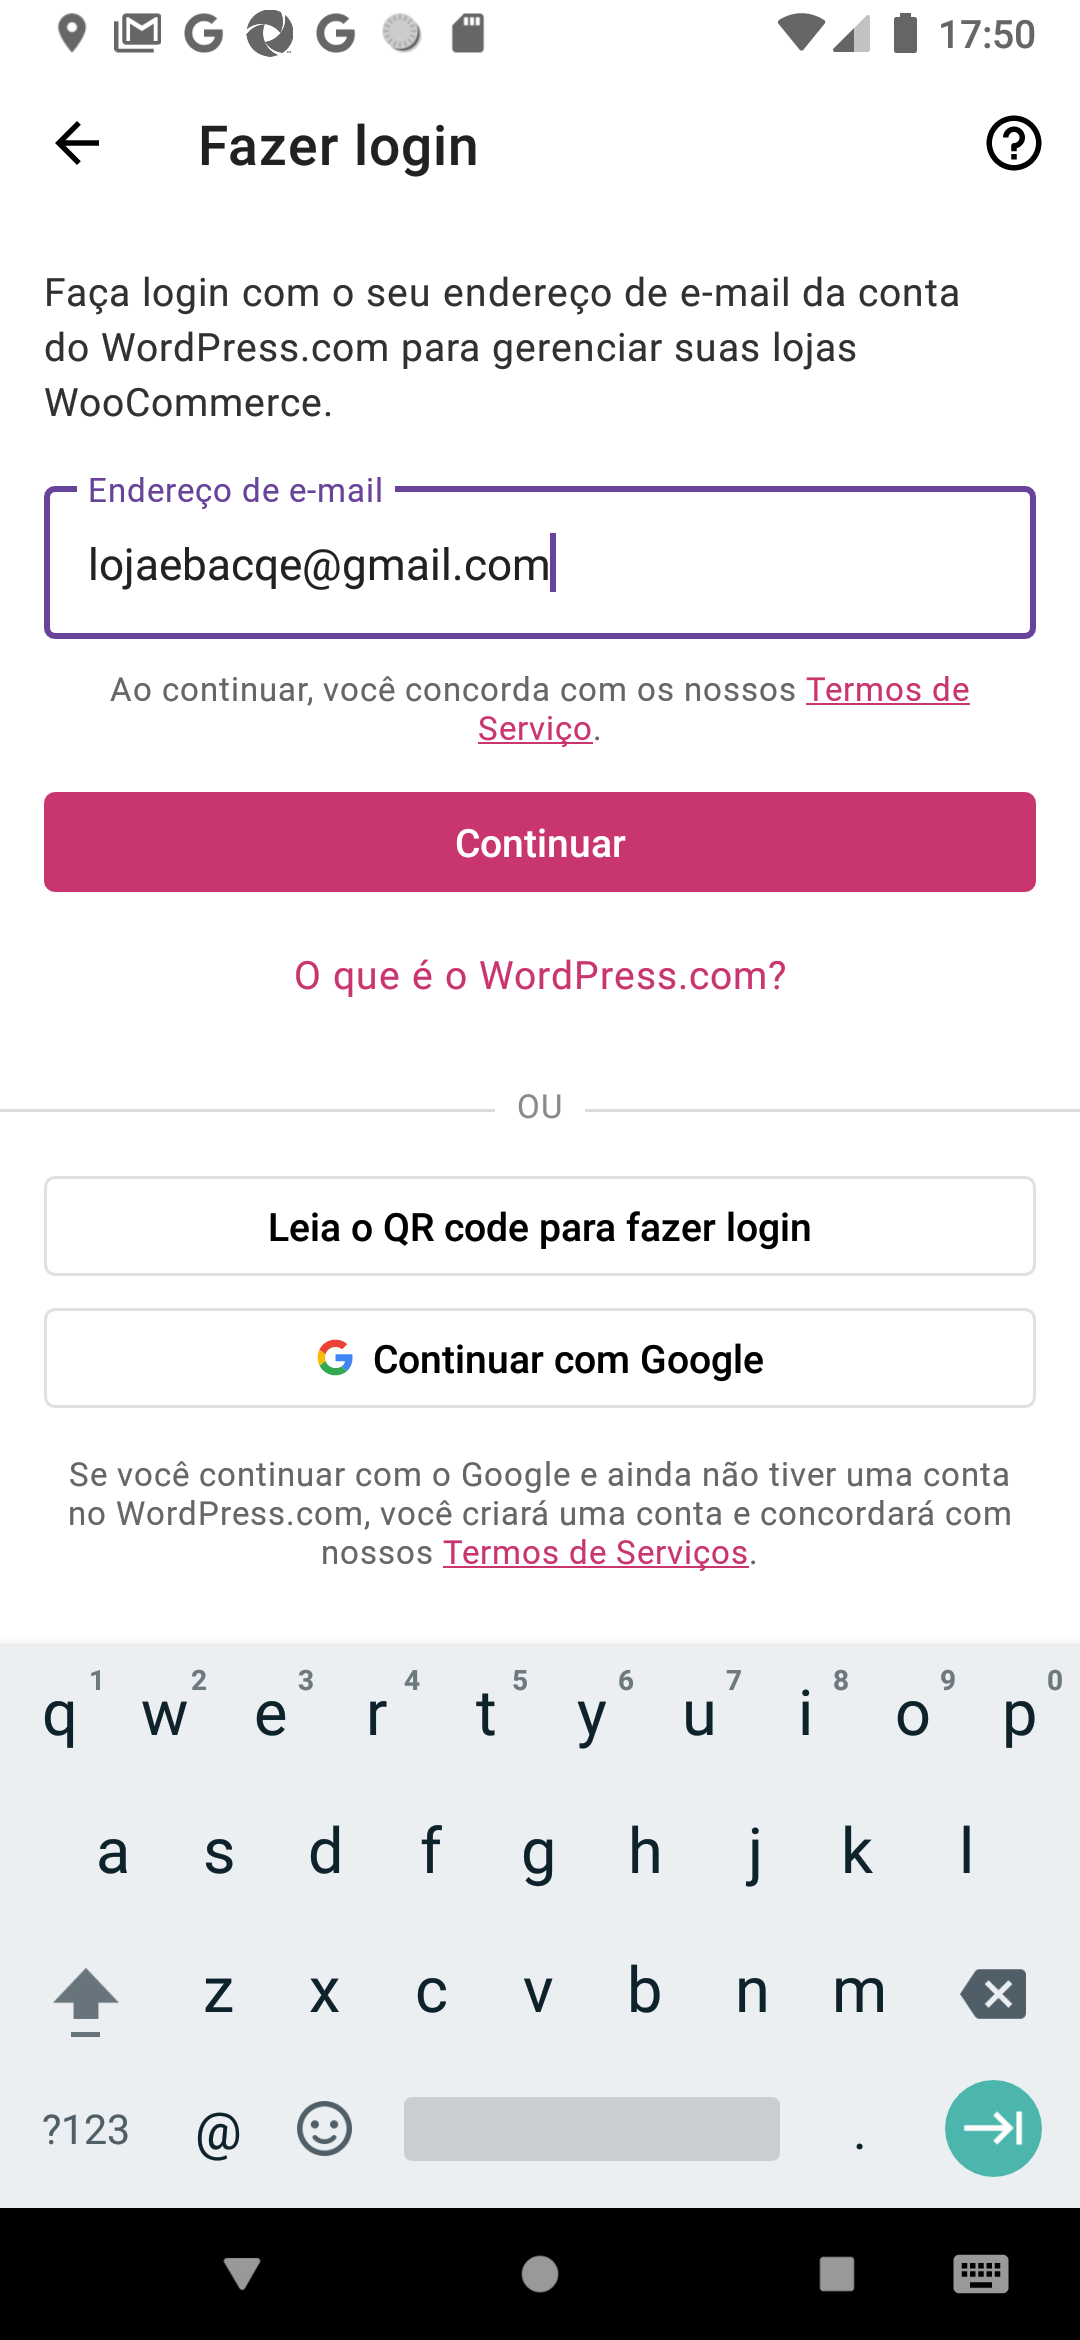 17:50
Fazer login
Faça login com o seu endereço de e-mail da conta
do WordPress.com para gerenciar suas lojas
WooCommerce.
Endereço de e-mail
lojaebacqe@gmail.com
Ao continuar, você concorda com os nossos Termos de
Serviço.
Continuar
O que é o WordPress.com?
OU
Leia o QR code para fazer login
Continuar com Google
Se você continuar com o Google e ainda não tiver uma conta
no WordPress.com, você criará uma conta e concordará com
nossos Termos de Serviços.
q 1 w 2 e 3 r 4 t 5 y 6 u 7 i 8 o 9 p 0
a s d f g h j k l
z x c v b n m
?123 @ .